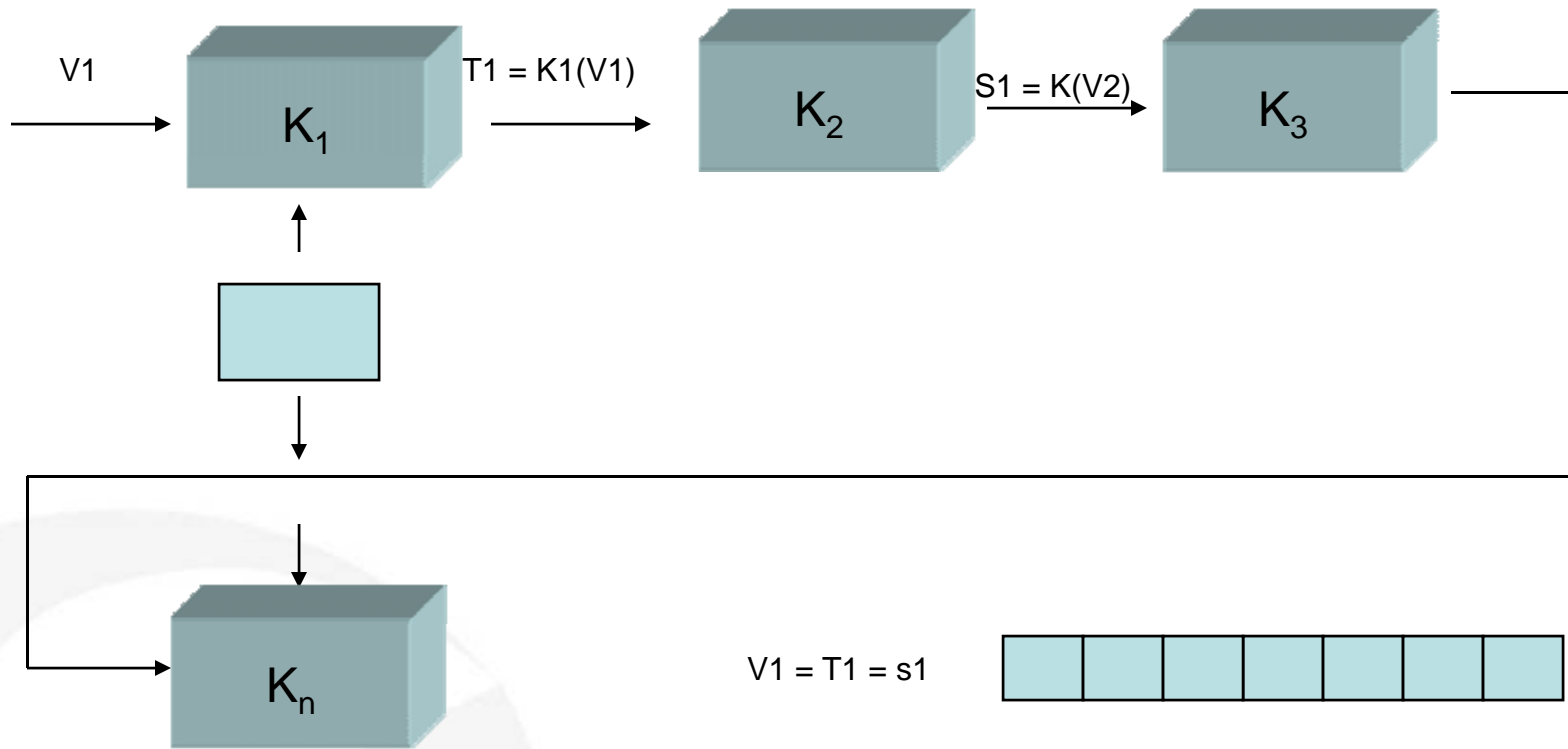 V1
K₁
T1 = K1(V1)
K₂
S1 = K(V2)
K₃
Kₙ
V1 = T1 = s1